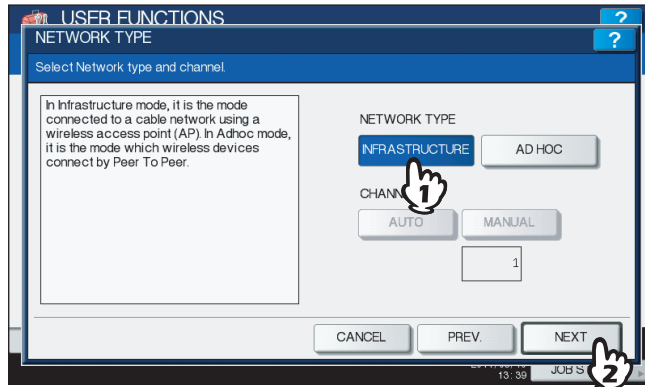 USER FUNCTIONS
?
NETWORK TYPE
?
Select Network type and channel.
In Infrastructure mode, it is the mode
connected to a cable network using a
wireless access point (AP). In Adhoc mode,
it is the mode which wireless devices
connect by Peer To Peer.
NETWORK TYPE
INFRASTRUCTURE
AD HOC
1
AUTO
MANUAL
1
CANCEL
PREV.
NEXT
13:39
JOB S
2